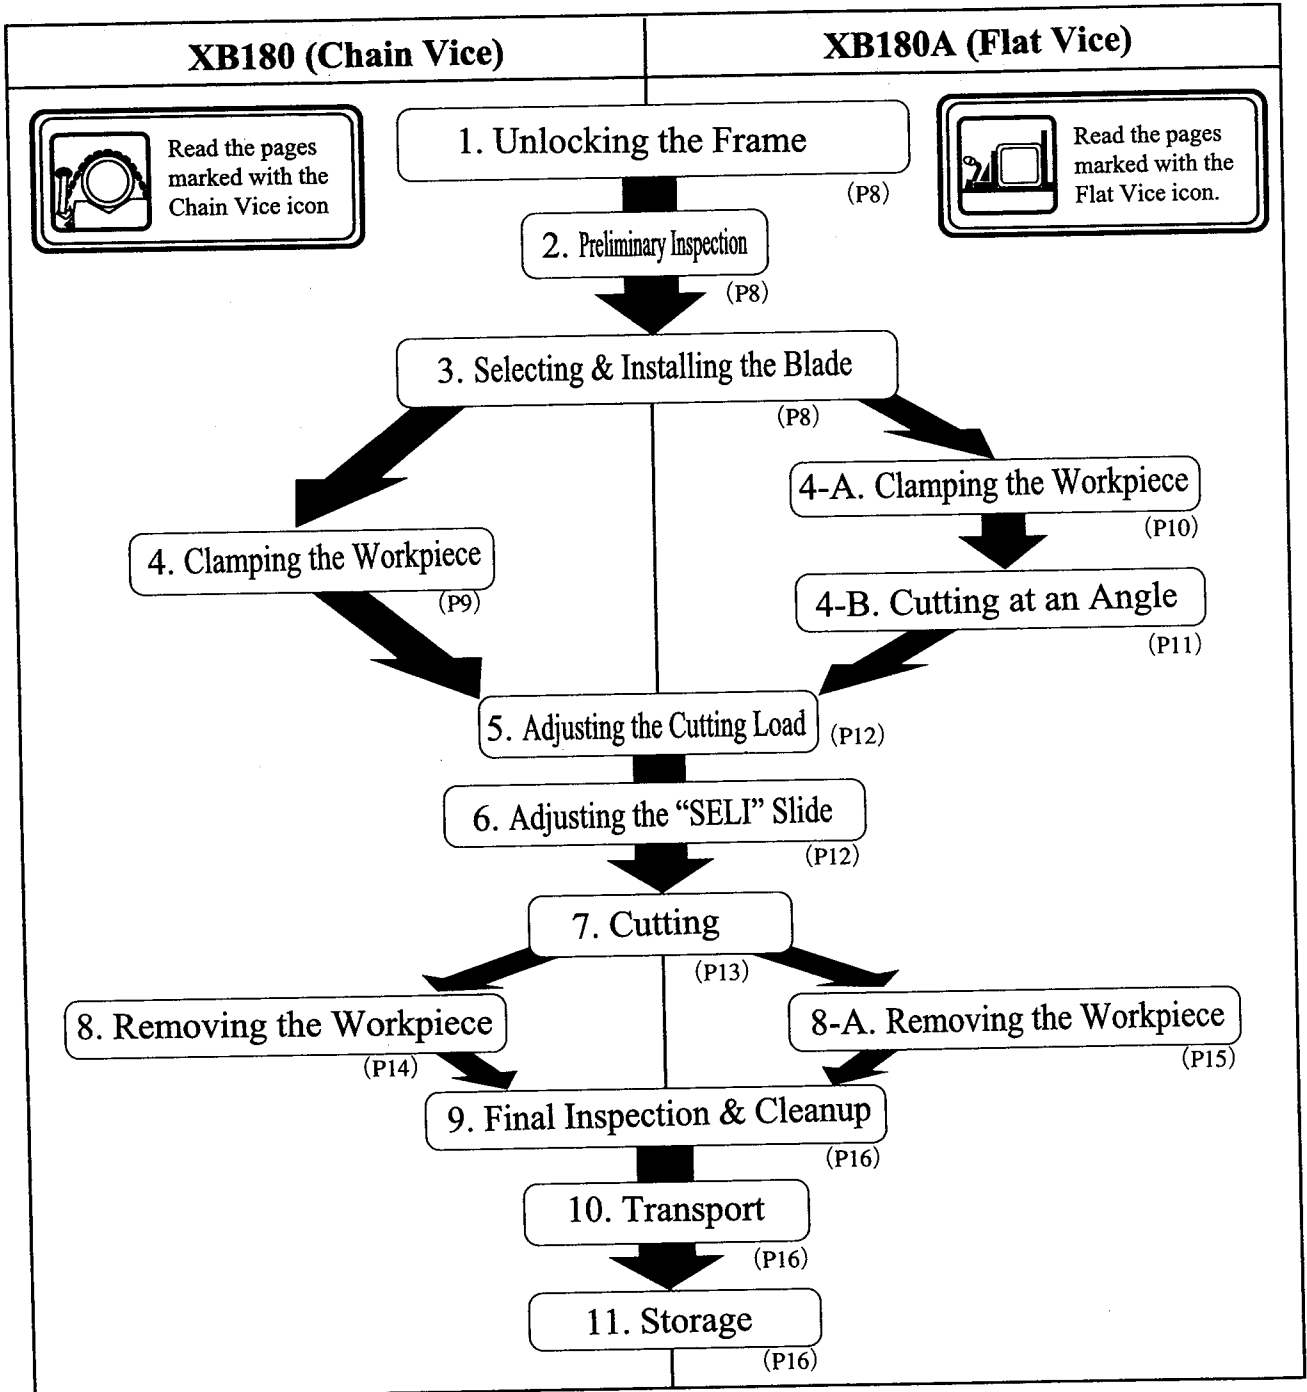 XB180 (Chain Vice)
XB180A (Flat Vice)
Read the pages
marked with the
Chain Vice icon
1. Unlocking the Frame
(P8)
Read the pages
marked with the
Flat Vice icon.
2. Preliminary Inspection
(P8)
3. Selecting & Installing the Blade
(P8)
4. Clamping the Workpiece
(P9)
4-A. Clamping the Workpiece
(P10)
4-B. Cutting at an Angle
(P11)
5. Adjusting the Cutting Load
(P12)
6. Adjusting the “SELI” Slide
(P12)
7. Cutting
(P13)
8. Removing the Workpiece
(P14)
8-A. Removing the Workpiece
(P15)
9. Final Inspection & Cleanup
(P16)
10. Transport
(P16)
11. Storage
(P16)